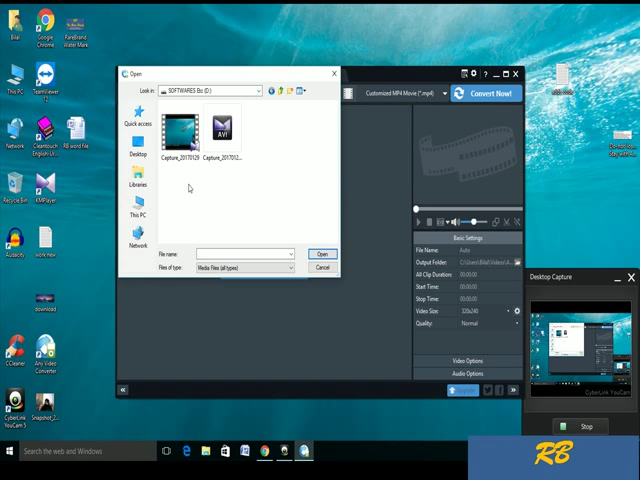 Bilal
Google Chrome
RareBrand Water Mark
This PC
TeamViewer 12
Network
Cleantouch English Ur...
RB word file
Recycle Bin
KMPlayer
Audacity
work new
download
CCleaner
Any Video Converter
CyberLink YouCam 5
Snapshot_2...
Open
Look in:
SOFTWARES Etc (D:)
Quick access
Desktop
Libraries
This PC
Network
AVI
Capture_20170129
Capture_2017012...
File name:
Open
Files of type:
Media Files (all types)
Cancel
Customized MP4 Movie (*.mp4)
Convert Now!
Basic Settings
File Name: Auto
Output Folder: C:\Users\Bilal\Videos\A...
Clip Duration: 00:00:00
Start Time: 00:00:00
Stop Time: 00:00:00
Video Size: 320x240
Quality: Normal
Video Options
Audio Options
Desktop Capture
CyberLink YouCam
Stop
Search the web and Windows
RB